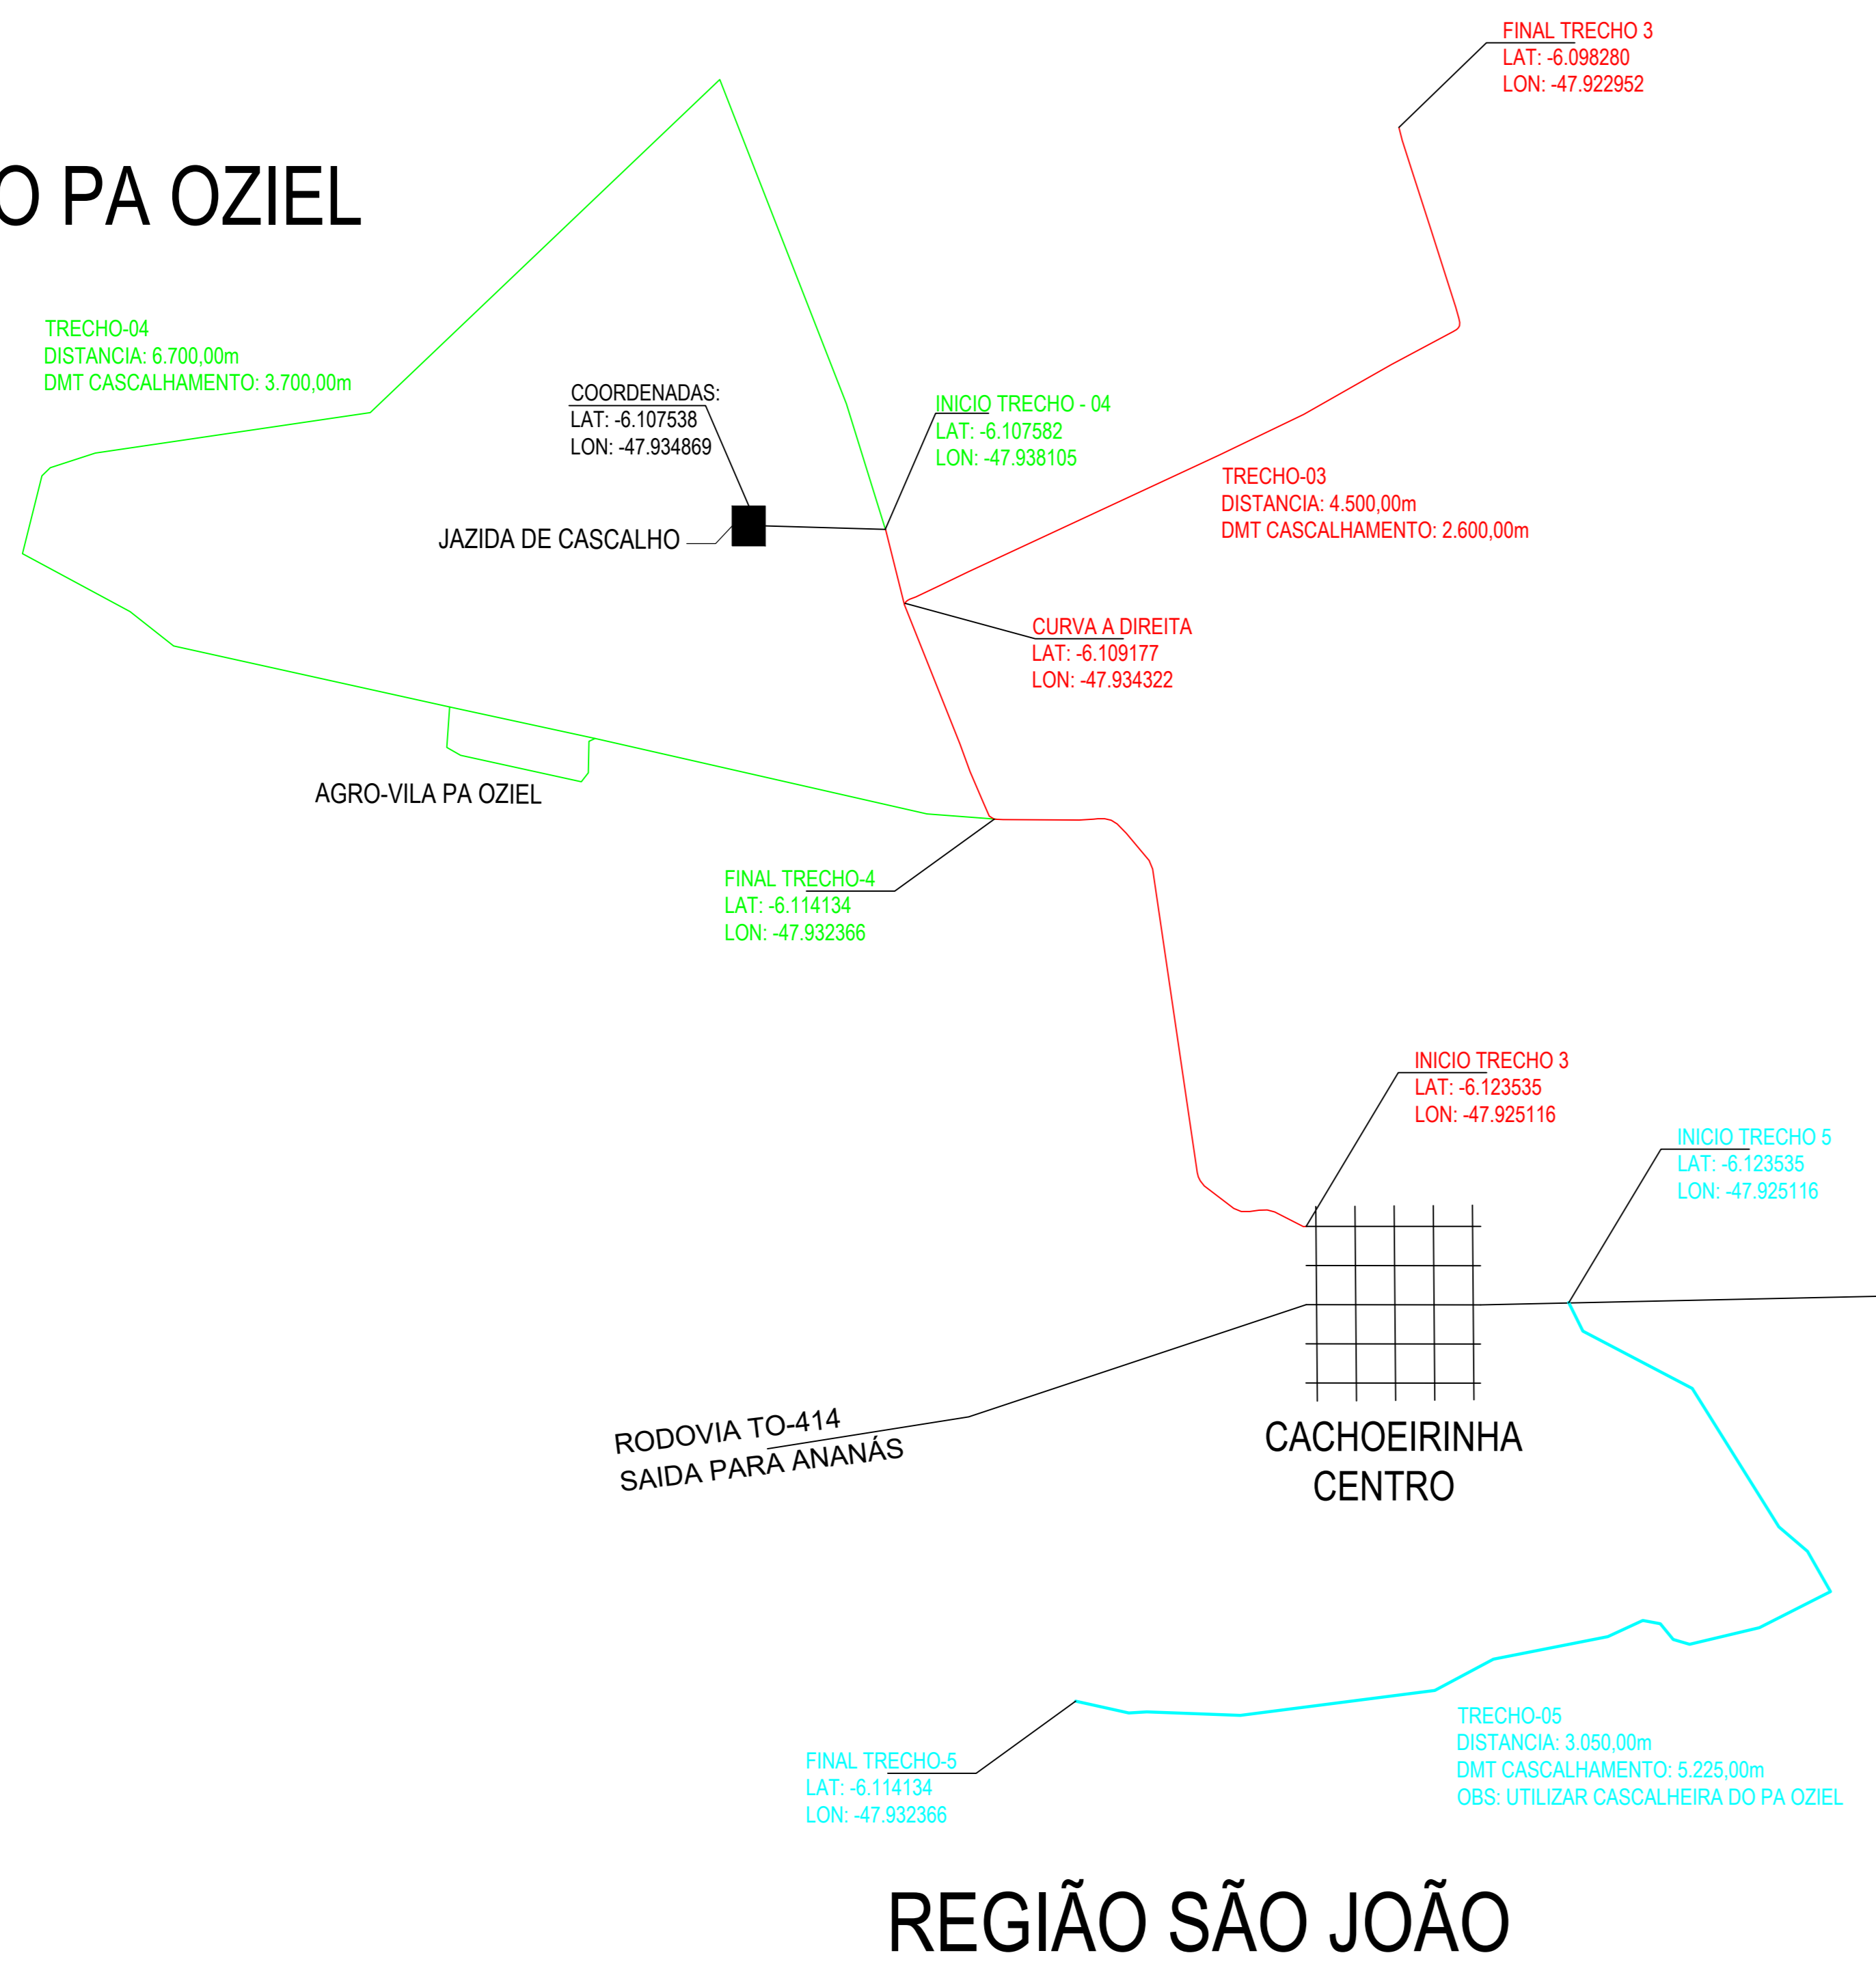 FINAL TRECHO 3
LAT: -6.098280
LON: -47.922952
O PA OZIEL
TRECHO-04
DISTANCIA: 6.700,00m
DMT CASCALHAMENTO: 3.700,00m
COORDENADAS:
LAT: -6.107538
LON: -47.934869
INICIO TRECHO - 04
LAT: -6.107582
LON: -47.938105
TRECHO-03
DISTANCIA: 4.500,00m
DMT CASCALHAMENTO: 2.600,00m
JAZIDA DE CASCALHO
CURVA A DIREITA
LAT: -6.109177
LON: -47.934322
AGRO-VILA PA OZIEL
FINAL TRECHO-4
LAT: -6.114134
LON: -47.932366
INICIO TRECHO 3
LAT: -6.123535
LON: -47.925116
INICIO TRECHO 5
LAT: -6.123535
LON: -47.925116
RODOVIA TO-414
SAIDA PARA ANANÁS
CACHOEIRINHA
CENTRO
TRECHO-05
DISTANCIA: 3.050,00m
DMT CASCALHAMENTO: 5.225,00m
OBS: UTILIZAR CASCALHEIRA DO PA OZIEL
FINAL TRECHO-5
LAT: -6.114134
LON: -47.932366
REGIÃO SÃO JOÃO